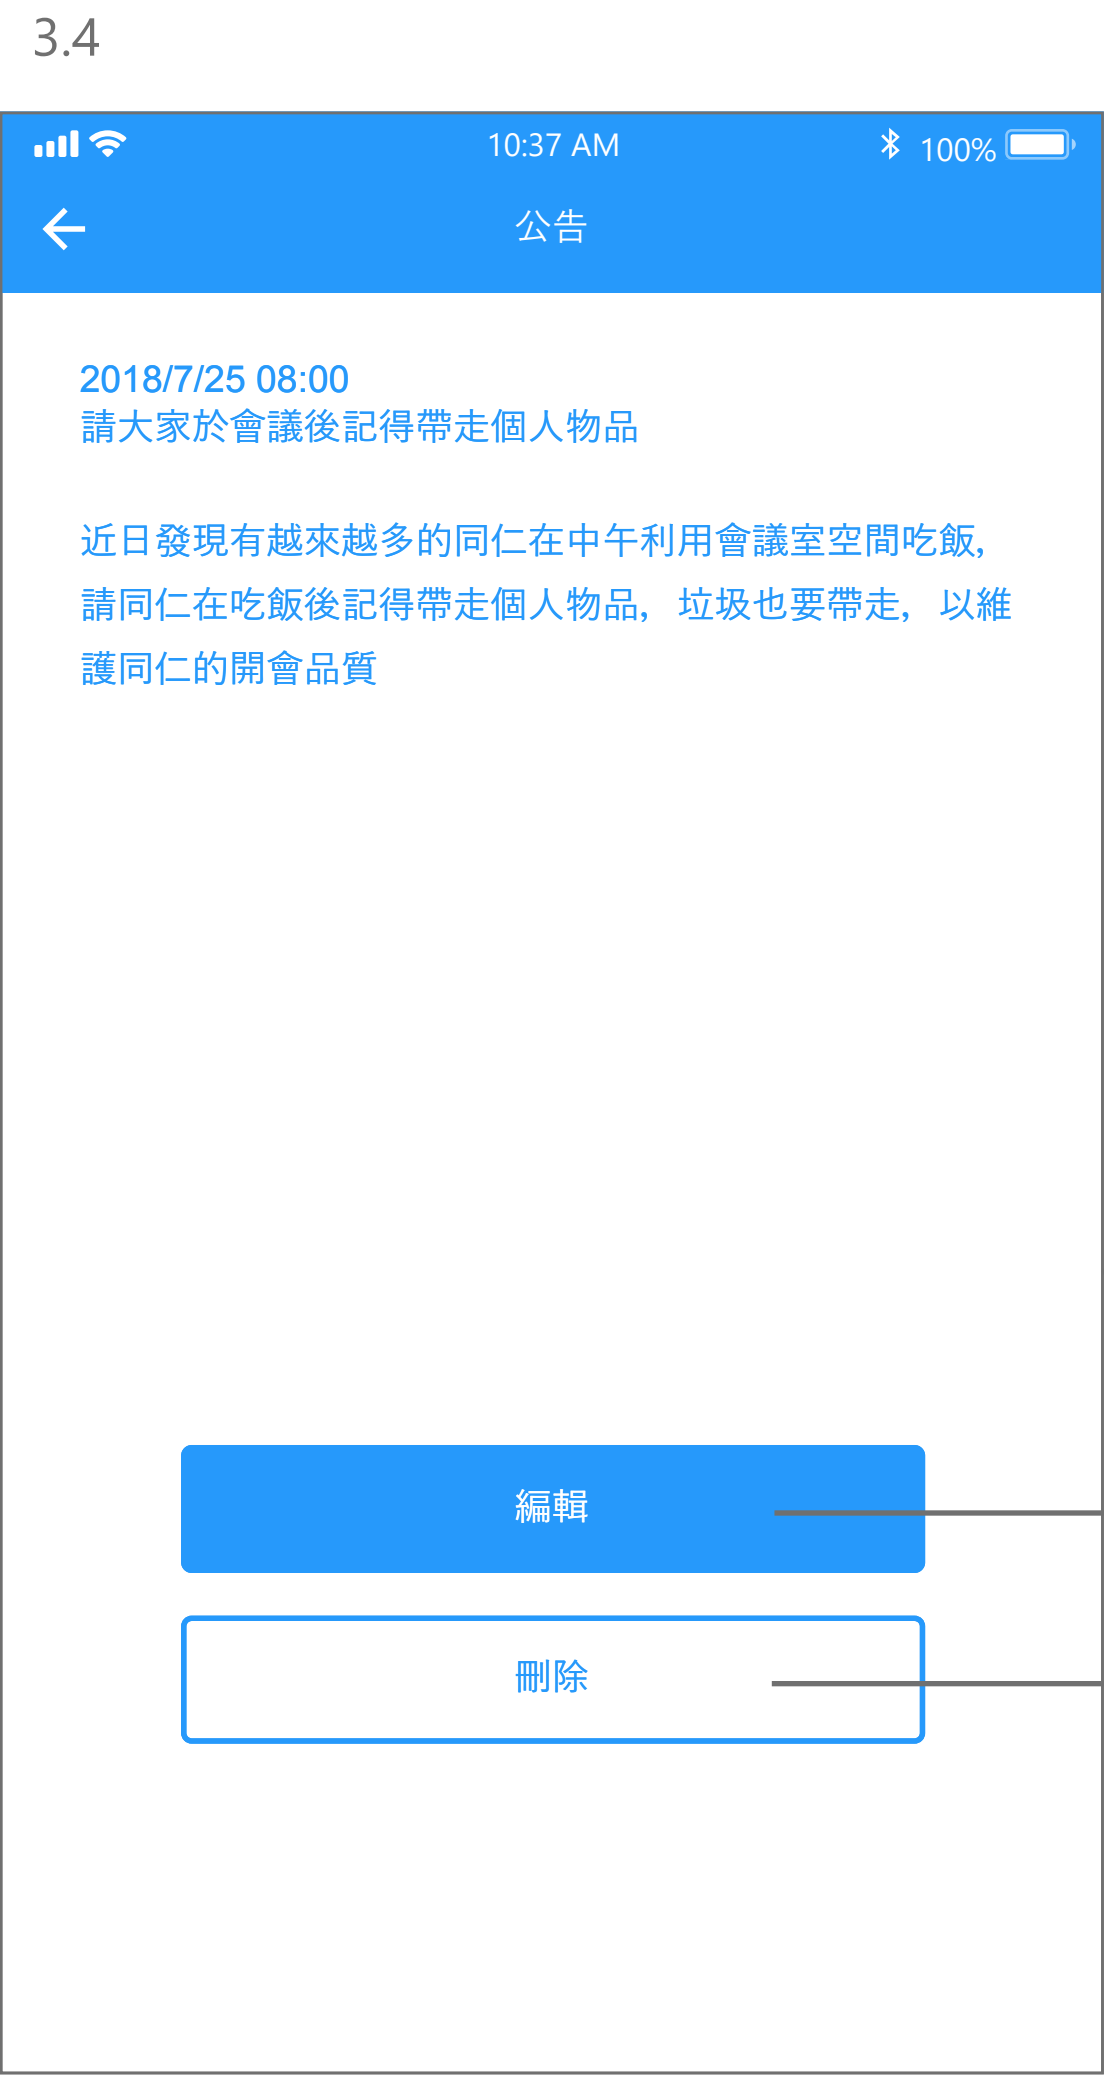 3.4
10:37 AM
100%
公告
2018/7/25 08:00
請大家於會議後記得帶走個人物品
近日發現有越來越多的同仁在中午利用會議室空間吃飯,
請同仁在吃飯後記得帶走個人物品, 垃圾也要帶走, 以維
護同仁的開會品質
編輯
刪除